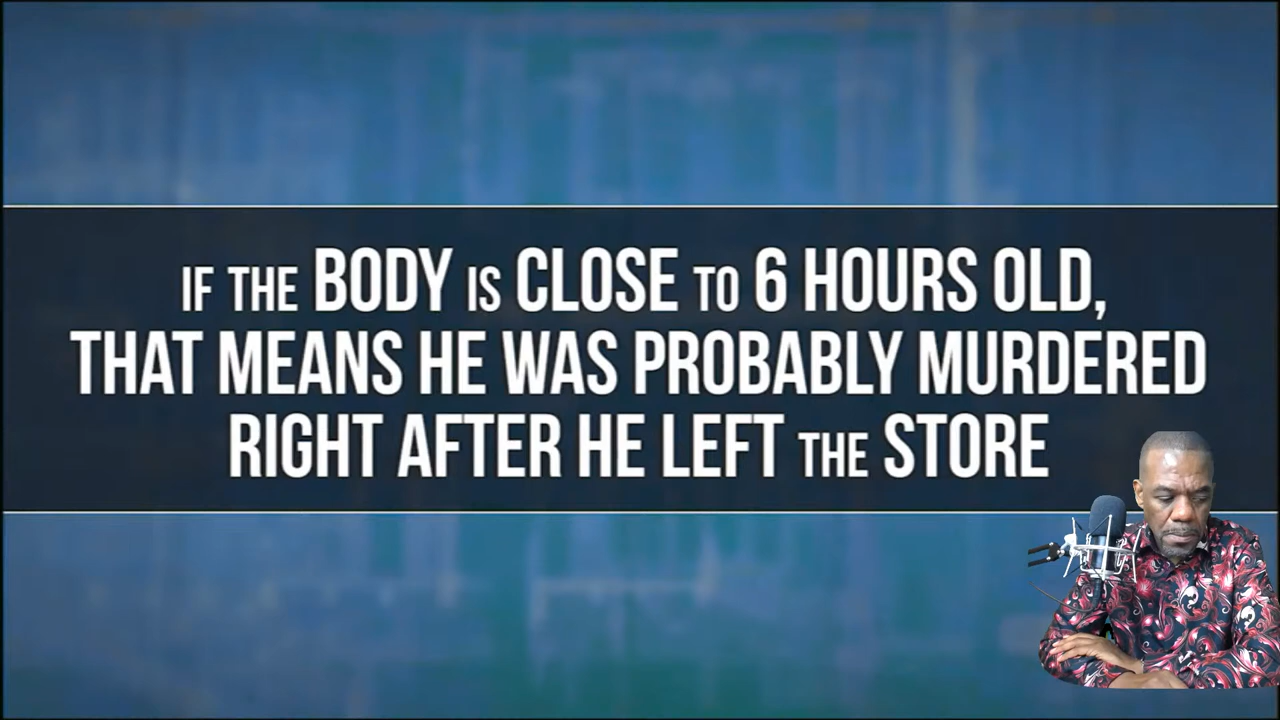 IF THE BODY IS CLOSE TO 6 HOURS OLD,
THAT MEANS HE WAS PROBABLY MURDERED
RIGHT AFTER HE LEFT THE STORE